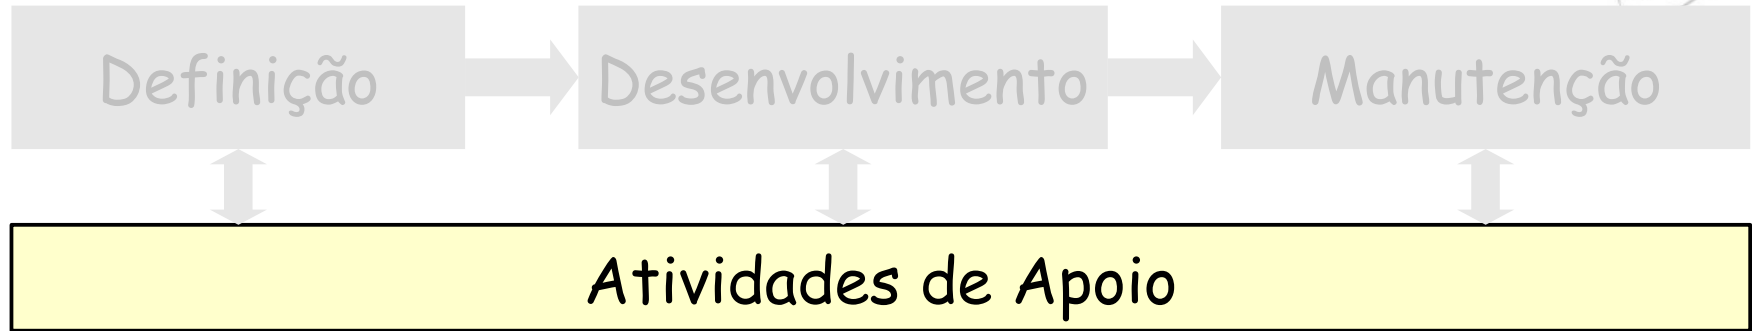 Definição
Desenvolvimento
Manutenção
Atividades de Apoio